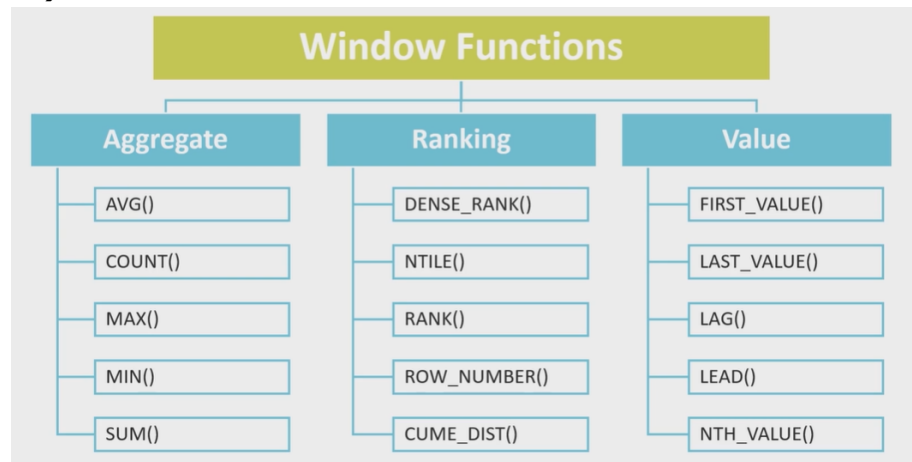 Window Functions
Aggregate
AVG()
COUNT()
MAX()
MIN()
SUM()
Ranking
DENSE_RANK()
NTILE()
RANK()
ROW_NUMBER()
CUME_DIST()
Value
FIRST_VALUE()
LAST_VALUE()
LAG()
LEAD()
NTH_VALUE()